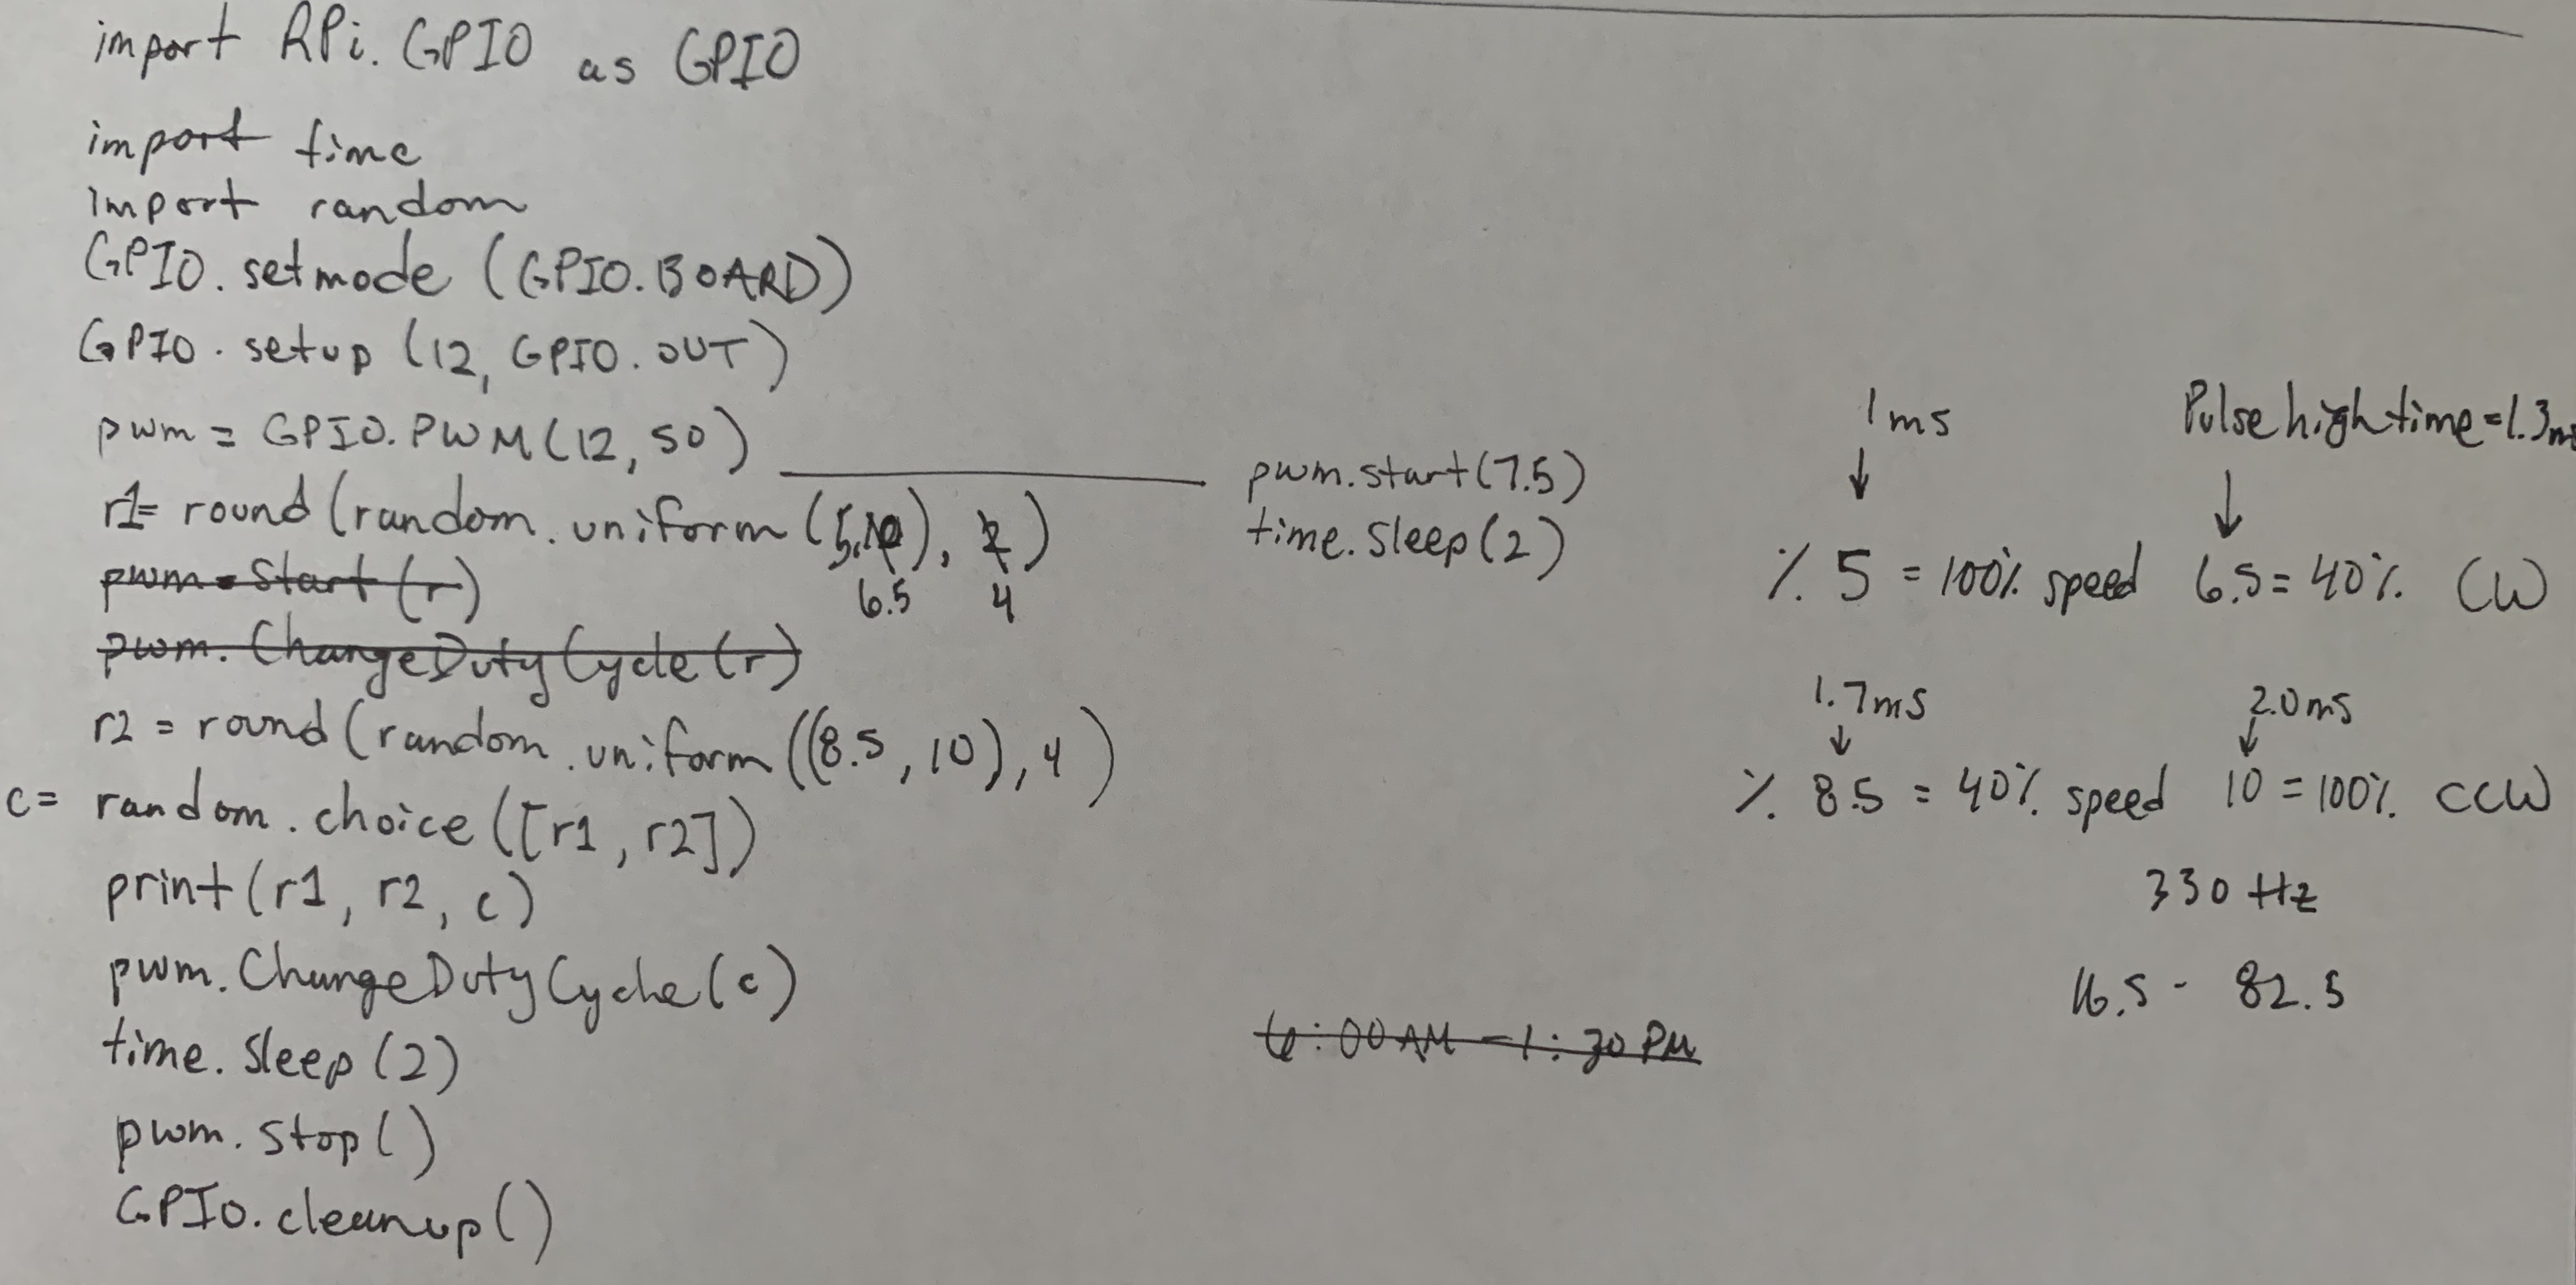 import RPi.GPIO as GPIO
import time
import random
GPIO.setmode (GPIO.BOARD)
GPIO.setup (12, GPIO.OUT)
pwm = GPIO.PWM(12, 50)
pwm.start(7.5)
time.sleep(2)
r1= round (random.uniform (5,10), 2)
6.5 4
pwm.start (r)
pwm.ChangeDutyCycle (r)
r2 = round (random.uniform ((8.5, 10), 4)
c= random.choice ([r1, r2])
print (r1, r2, c)
pwm.ChangeDutyCycle (c)
time.sleep (2)
pwm.stop()
GPIO.cleanup()
1ms Pulse high time=1.3ms
↓ ↓
% 5 = 100% speed 6.5= 40% CW
1.7ms 2.0ms
↓ ↓
% 8.5 = 40% speed 10 = 100% CCW
330 Hz
16.5 - 82.5
:00 AM - 1:30 PM